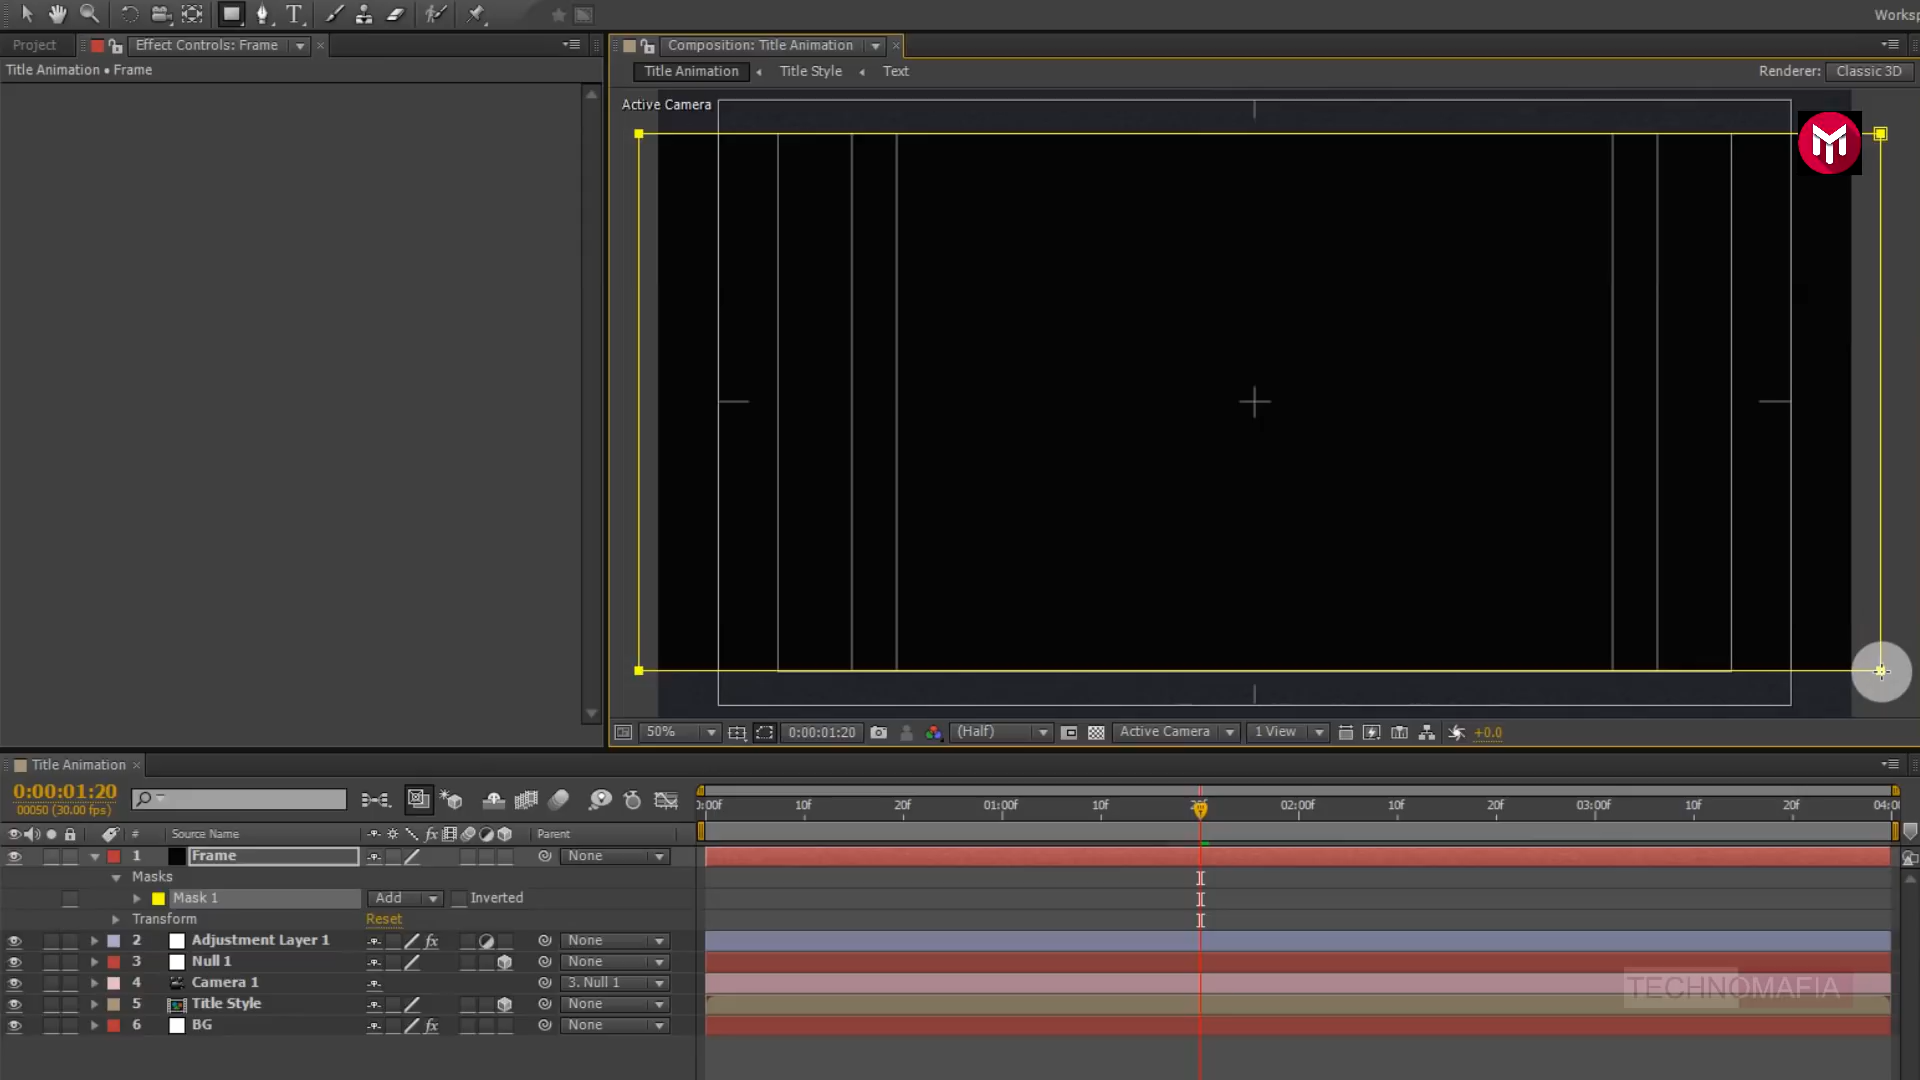 Works
Project
Effect Controls: Frame
Composition: Title Animation
Title Animation • Frame
Title Animation
Title Style
Text
Renderer:
Classic 3D
Active Camera
50%
0:00:01:20
(Half)
Active Camera
1 View
+0.0
Title Animation
0:00:01:20
00050 (30.00 fps)
:00f
10f
20f
01:00f
10f
02:00f
10f
20f
03:00f
10f
20f
04:00
#
Source Name
fx
Parent
1
Frame
None
Masks
Mask 1
Add
Inverted
Transform
Reset
2
Adjustment Layer 1
fx
None
3
Null 1
None
4
Camera 1
3. Null 1
5
Title Style
None
6
BG
fx
None
TECHNOMAFIA